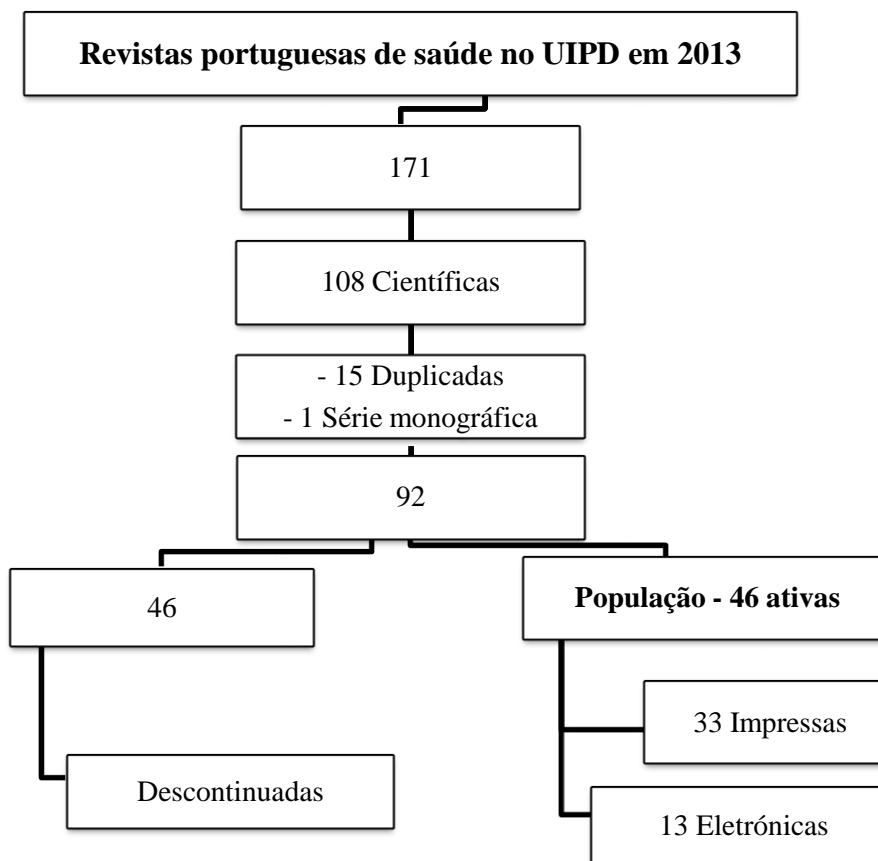 Revistas portuguesas de saúde no UIPD em 2013
171
108 Científicas
- 15 Duplicadas
- 1 Série monográfica
92
46
População - 46 ativas
33 Impressas
Descontinuadas
13 Eletrónicas